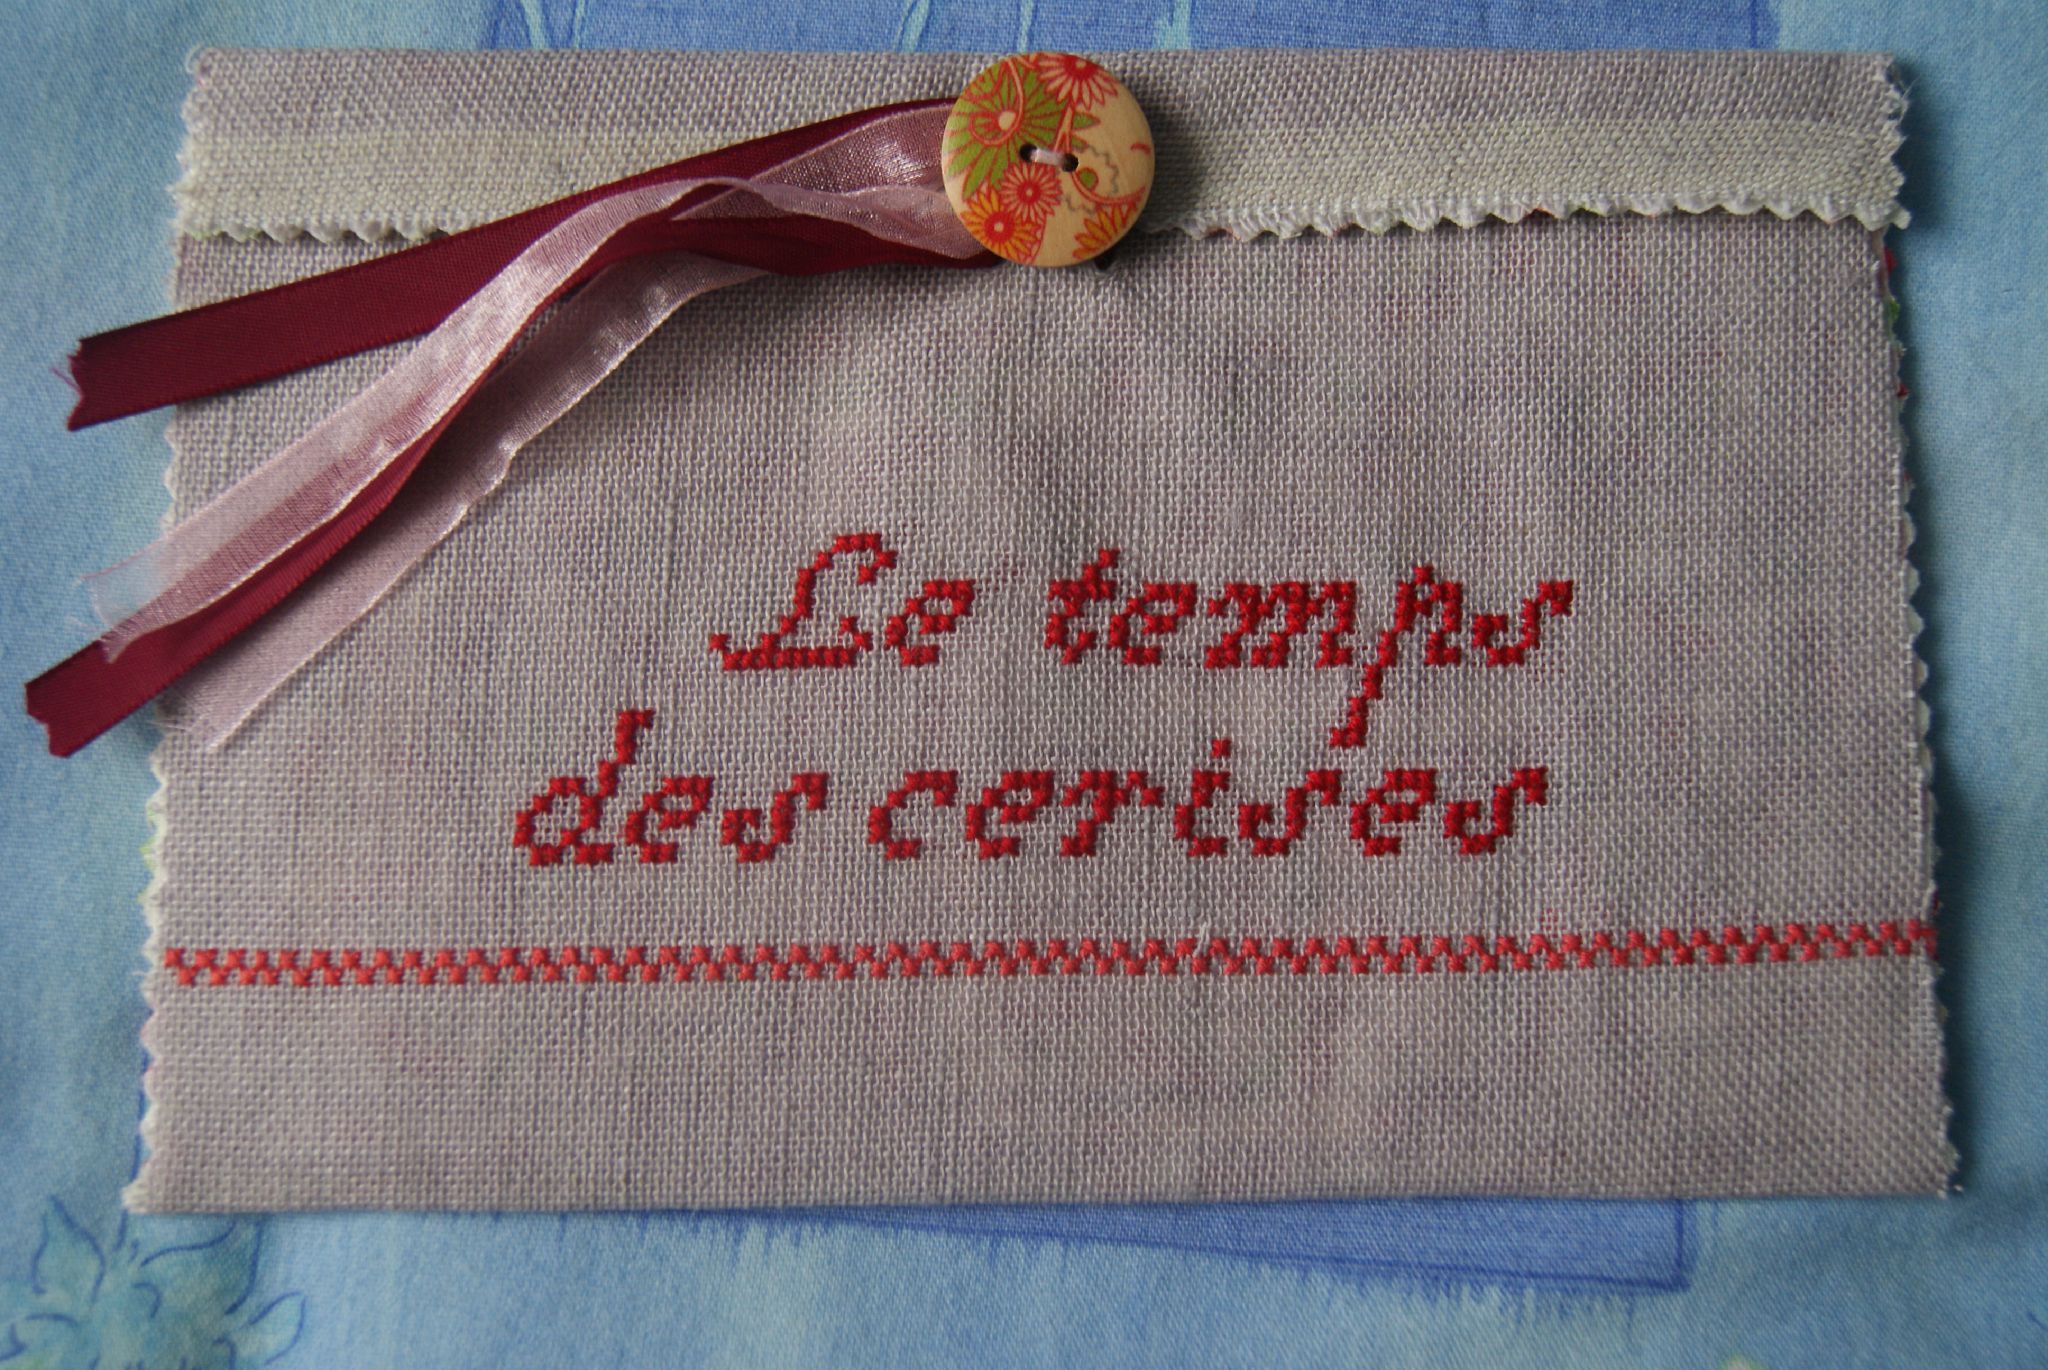 Le temps
des cerises